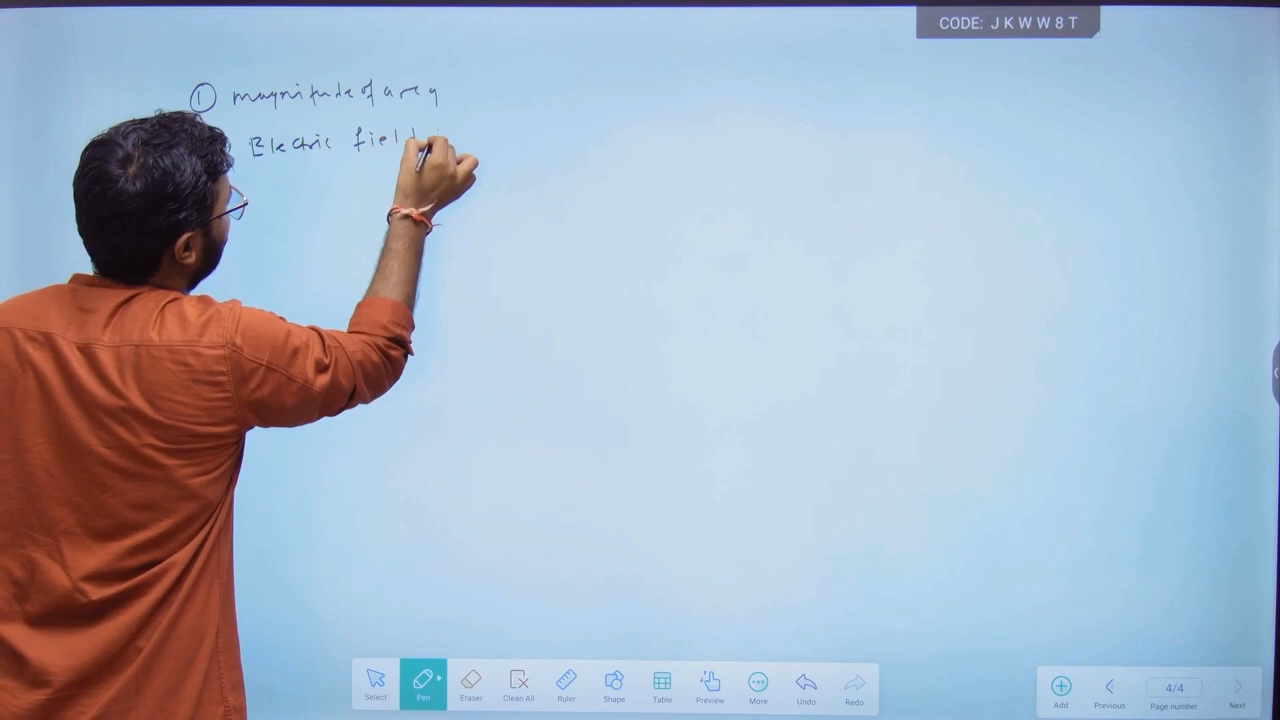 CODE: J K W W 8 T
① magnitude of area
Electric field
Select
Pen
Eraser
Clean All
Ruler
Shape
Table
Preview
More
Undo
Redo
Add
Previous
4/4
Page number
Next